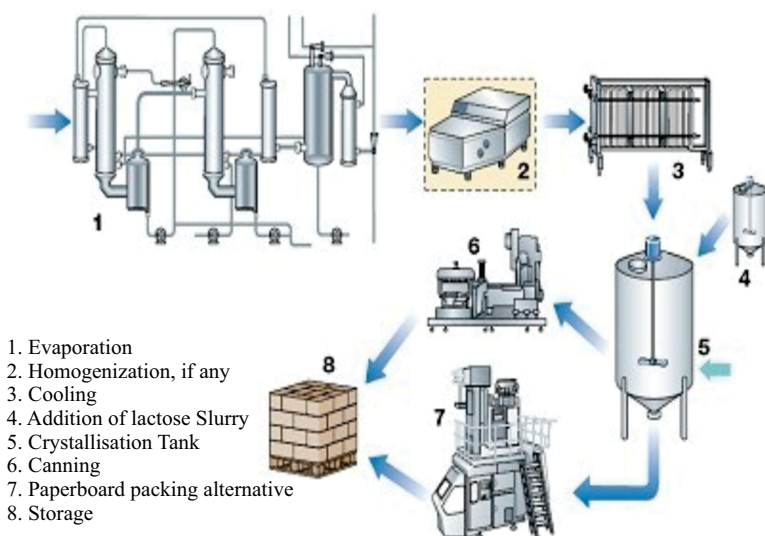 1
2
3
4
5
6
7
8
1. Evaporation
2. Homogenization, if any
3. Cooling
4. Addition of lactose Slurry
5. Crystallisation Tank
6. Canning
7. Paperboard packing alternative
8. Storage